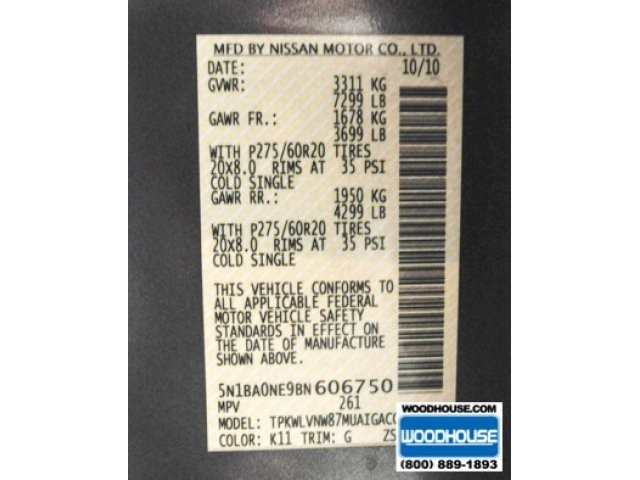 MFD BY NISSAN MOTOR CO., LTD.
DATE: 10/10
GVWR: 3311 KG
7299 LB
GAWR FR.: 1678 KG
3699 LB
WITH P275/60R20 TIRES
20x8.0 RIMS AT 35 PSI
COLD SINGLE
GAWR RR.: 1950 KG
4299 LB
WITH P275/60R20 TIRES
20x8.0 RIMS AT 35 PSI
COLD SINGLE
THIS VEHICLE CONFORMS TO
ALL APPLICABLE FEDERAL
MOTOR VEHICLE SAFETY
STANDARDS IN EFFECT ON
THE DATE OF MANUFACTURE
SHOWN ABOVE.
5N1BA0NE9BN606750
MPV 261
MODEL: TPKWLVNW87MUAIGACC
COLOR: K11 TRIM: G ZS
WOODHOUSE.COM
WOODHOUSE
(800) 889-1893